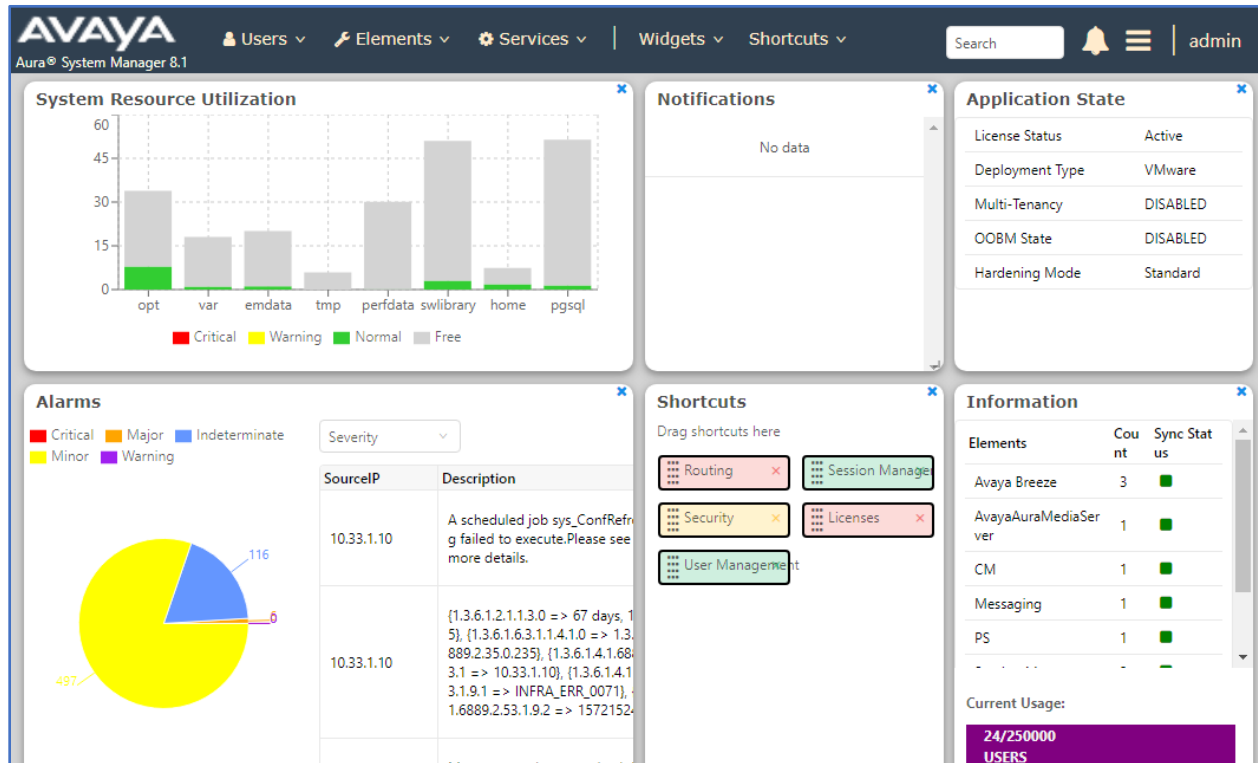 AVAYA
Aura® System Manager 8.1
Users
Elements
Services
Widgets
Shortcuts
Search
admin
System Resource Utilization
60
45
30
15
0
opt var emdata tmp perfdata swlibrary home pgsql
Critical Warning Normal Free
Notifications
No data
Application State
License Status Active
Deployment Type VMware
Multi-Tenancy DISABLED
OOBM State DISABLED
Hardening Mode Standard
Alarms
Critical Major Indeterminate
Minor Warning
116
0
497
Severity
SourceIP Description
10.33.1.10
A scheduled job sys_ConfRefr
g failed to execute.Please see
more details.
10.33.1.10
{1.3.6.1.2.1.1.3.0 => 67 days, 1
5}, {1.3.6.1.6.3.1.1.4.1.0 => 1.3.
889.2.35.0.235}, {1.3.6.1.4.1.68
3.1 => 10.33.1.10}, {1.3.6.1.4.1
3.1.9.1 => INFRA_ERR_0071},
1.6889.2.53.1.9.2 => 15721524
Shortcuts
Drag shortcuts here
Routing
Session Manager
Security
Licenses
User Management
Information
Elements
Cou
nt
Sync Stat
us
Avaya Breeze 3
AvayaAuraMediaSer
ver
1
CM 1
Messaging 1
PS 1
Current Usage:
24/250000
USERS